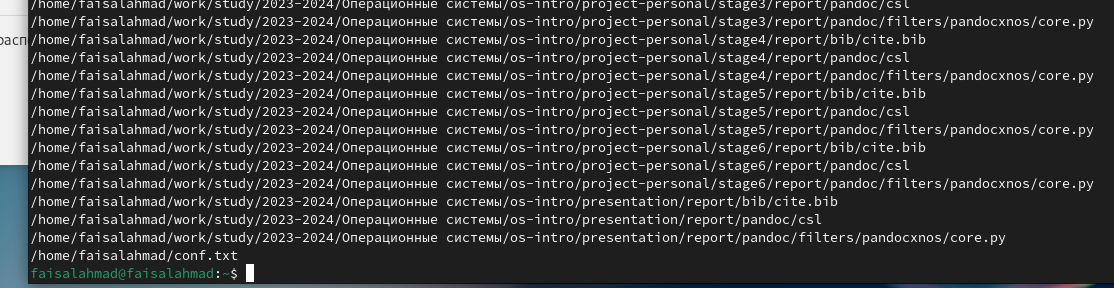 /home/faisalahmad/work/study/2023-2024/Операционные системы/os-intro/project-personal/stage3/report/pandoc/csl
/home/faisalahmad/work/study/2023-2024/Операционные системы/os-intro/project-personal/stage3/report/pandoc/filters/pandocxnos/core.py
/home/faisalahmad/work/study/2023-2024/Операционные системы/os-intro/project-personal/stage4/report/bib/cite.bib
/home/faisalahmad/work/study/2023-2024/Операционные системы/os-intro/project-personal/stage4/report/pandoc/csl
/home/faisalahmad/work/study/2023-2024/Операционные системы/os-intro/project-personal/stage4/report/pandoc/filters/pandocxnos/core.py
/home/faisalahmad/work/study/2023-2024/Операционные системы/os-intro/project-personal/stage5/report/bib/cite.bib
/home/faisalahmad/work/study/2023-2024/Операционные системы/os-intro/project-personal/stage5/report/pandoc/csl
/home/faisalahmad/work/study/2023-2024/Операционные системы/os-intro/project-personal/stage5/report/pandoc/filters/pandocxnos/core.py
/home/faisalahmad/work/study/2023-2024/Операционные системы/os-intro/project-personal/stage6/report/bib/cite.bib
/home/faisalahmad/work/study/2023-2024/Операционные системы/os-intro/project-personal/stage6/report/pandoc/csl
/home/faisalahmad/work/study/2023-2024/Операционные системы/os-intro/project-personal/stage6/report/pandoc/filters/pandocxnos/core.py
/home/faisalahmad/work/study/2023-2024/Операционные системы/os-intro/presentation/report/bib/cite.bib
/home/faisalahmad/work/study/2023-2024/Операционные системы/os-intro/presentation/report/pandoc/csl
/home/faisalahmad/work/study/2023-2024/Операционные системы/os-intro/presentation/report/pandoc/filters/pandocxnos/core.py
/home/faisalahmad/conf.txt
faisalahmad@faisalahmad:~$